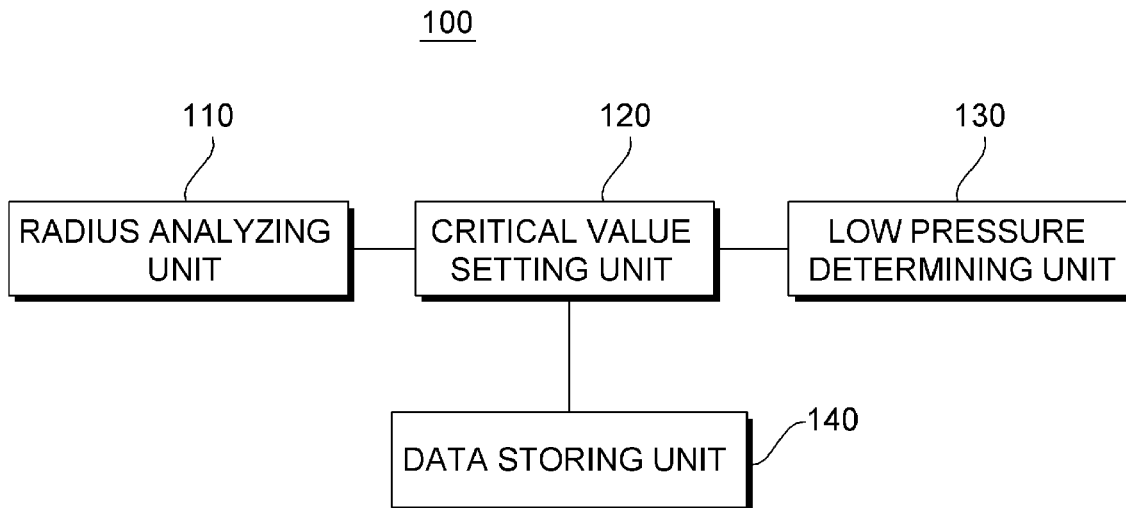 100
110
120
130
RADIUS ANALYZING
UNIT
CRITICAL VALUE
SETTING UNIT
LOW PRESSURE
DETERMINING UNIT
140
DATA STORING UNIT